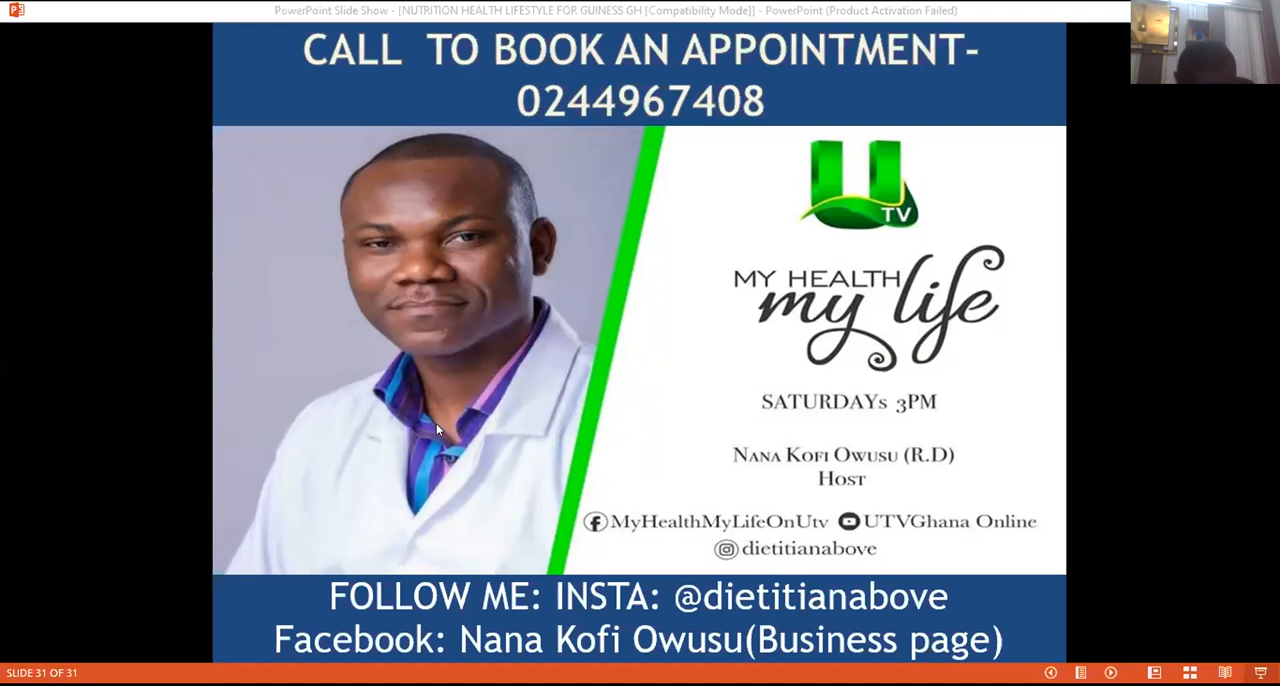 PowerPoint Slide Show - [NUTRITION HEALTH LIFESTYLE FOR GUINESS GH [Compatibility Mode]] - PowerPoint (Product Activation Failed)
CALL TO BOOK AN APPOINTMENT-
0244967408
U
TV
MY HEALTH
my life
SATURDAYs 3PM
Nana Kofi Owusu (R.D)
Host
MyHealthMyLifeOnUtv UTVGhana Online
dietitianabove
FOLLOW ME: INSTA: @dietitianabove
Facebook: Nana Kofi Owusu(Business page)
SLIDE 31 OF 31